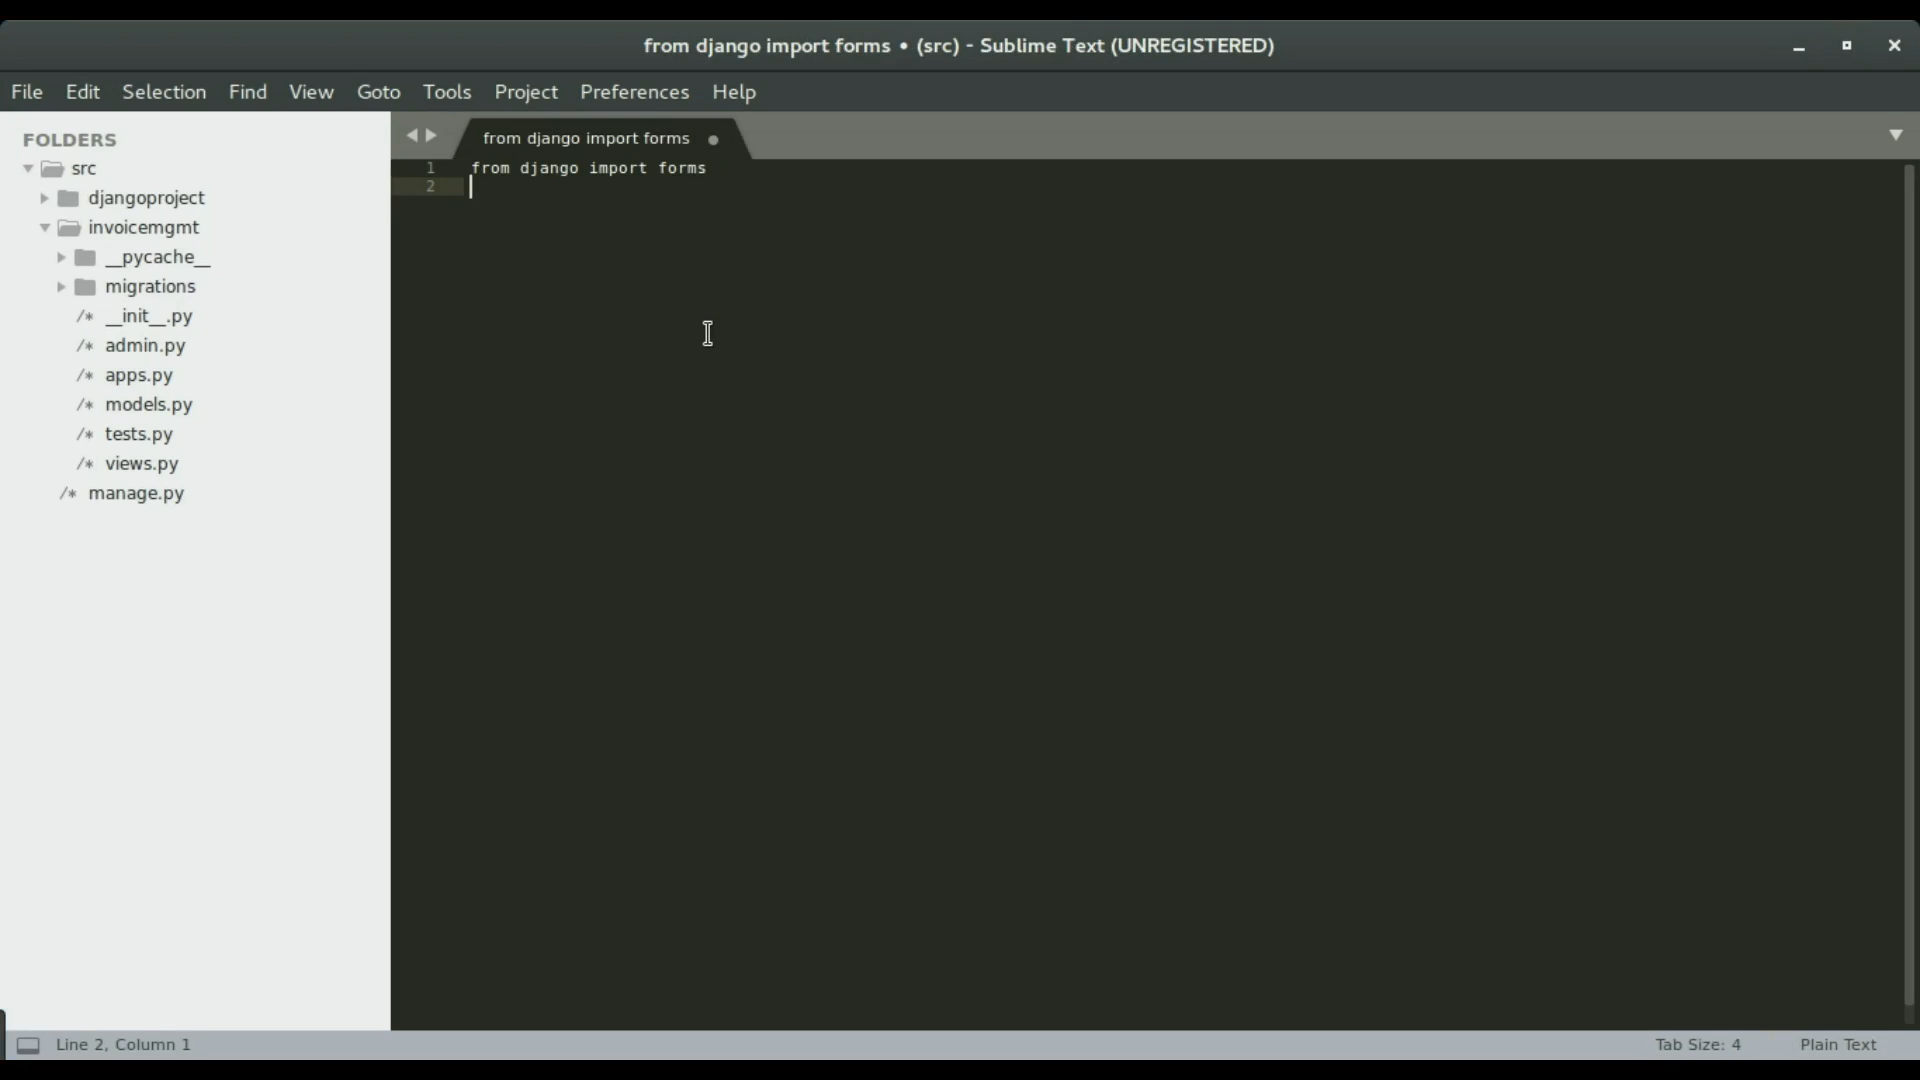 from django import forms • (src) - Sublime Text (UNREGISTERED)
File Edit Selection Find View Goto Tools Project Preferences Help
FOLDERS
src
djangoproject
invoicemgmt
__pycache__
migrations
/* __init__.py
/* admin.py
/* apps.py
/* models.py
/* tests.py
/* views.py
/* manage.py
from django import forms
1 from django import forms
2
Line 2, Column 1
Tab Size: 4
Plain Text